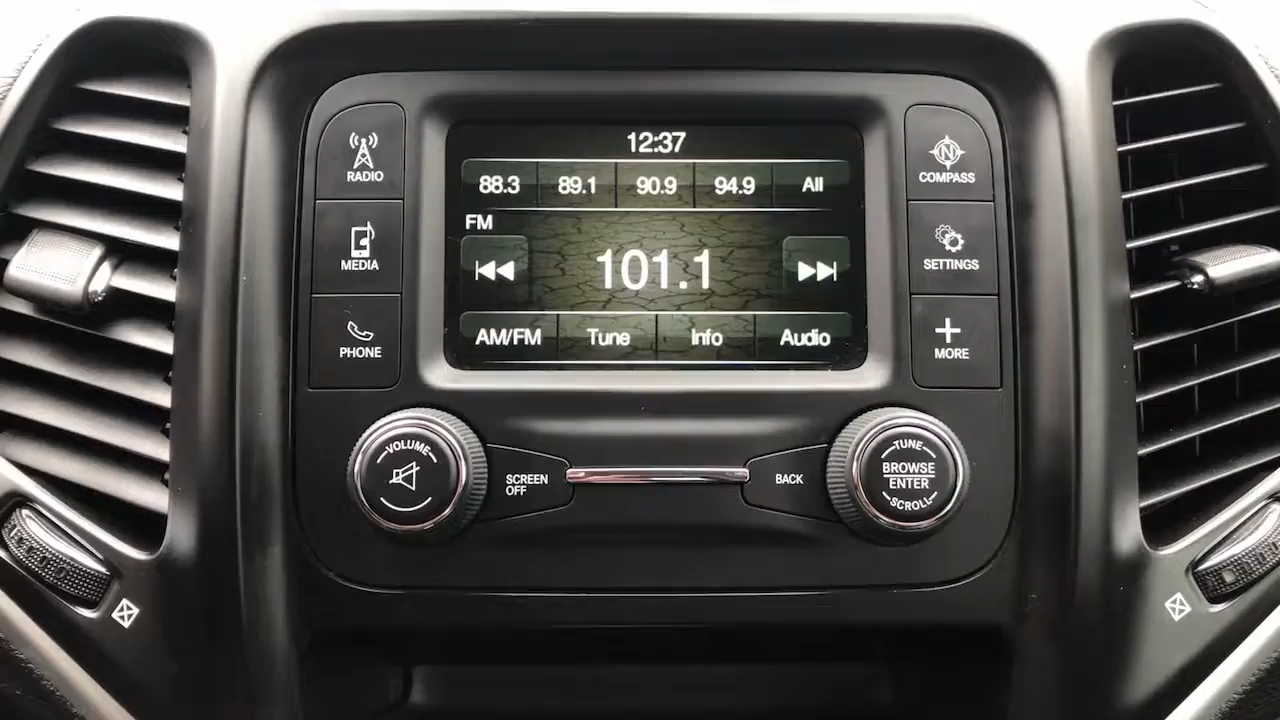 12:37
RADIO
88.3 89.1 90.9 94.9 All
N
COMPASS
FM
MEDIA
101.1
SETTINGS
PHONE
AM/FM Tune Info Audio
MORE
VOLUME
SCREEN
OFF
BACK
TUNE
BROWSE
ENTER
SCROLL